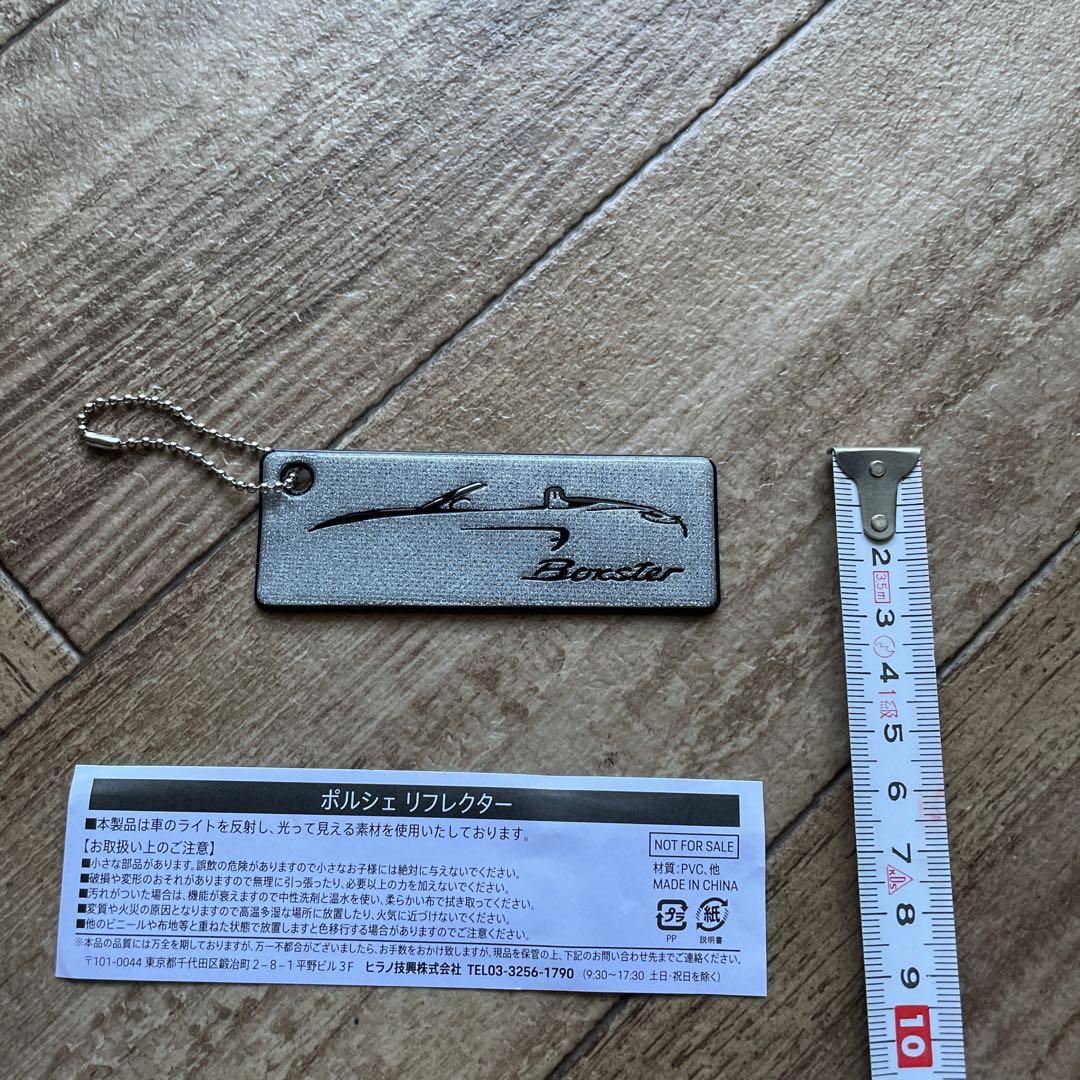 Boxster
2
3.5m
3
4
1級
5
6
7
KDS
8
9
10
ポルシェ リフレクター
■本製品は車のライトを反射し、光って見える素材を使用いたしております。
【お取扱い上のご注意】
■小さな部品があります。誤飲の危険がありますので小さなお子様には絶対に与えないでください。
■破損や変形のおそれがありますので無理に引っ張ったり、必要以上の力を加えないでください。
■汚れがついた場合は、機能が衰えますので中性洗剤と温水を使い、柔らかい布で拭き取ってください。
■変質や火災の原因となりますので高温多湿な場所に放置したり、火気に近づけないでください。
■他のビニールや布地等と重ねた状態で放置しますと色移行する場合がありますのでご注意ください。
NOT FOR SALE
材質:PVC、他
MADE IN CHINA
プラ
PP
紙
説明書
※本品の品質には万全を期しておりますが、万一不都合がございましたら、お手数をおかけ致しますが、現品を保管の上、下記のお問い合わせ先までご連絡ください。
〒101-0044 東京都千代田区鍛冶町2-8-1 平野ビル3F ヒラノ技興株式会社 TEL03-3256-1790 (9:30~17:30 土日・祝日を除く)